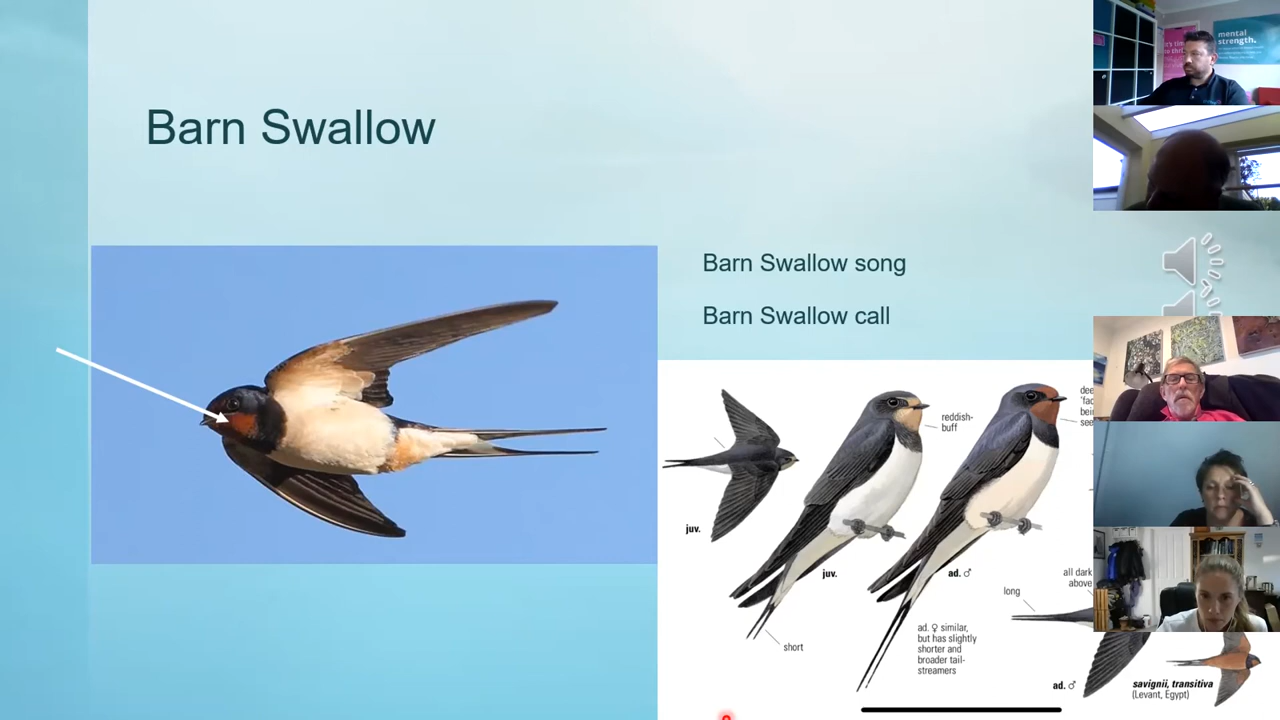 Barn Swallow
Barn Swallow song
Barn Swallow call
mental
strength.
reddish-
buff
juv.
juv.
short
ad. ♂
ad. ♀ similar,
but has slightly
shorter and
broader tail-
streamers
long
all dark
above
ad. ♂
savignii, transitiva
(Levant, Egypt)